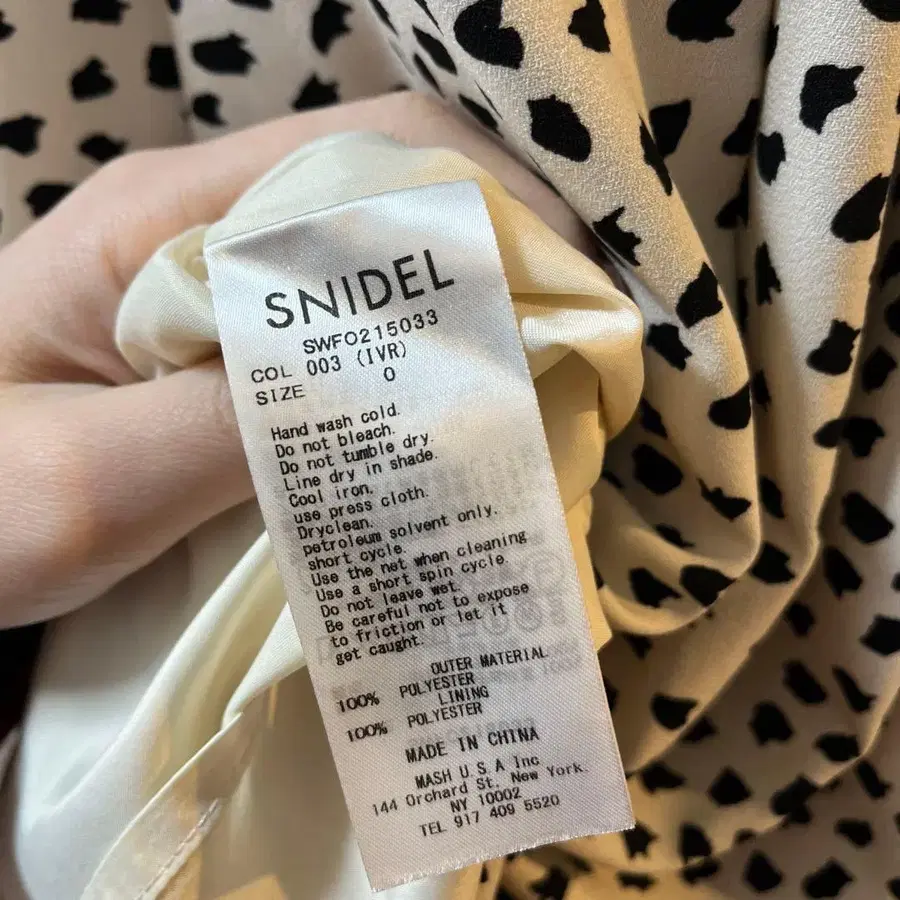 SNIDEL
SWFO215033
COL 003 (IVR)
SIZE 0
Hand wash cold.
Do not bleach.
Do not tumble dry.
Line dry in shade.
Cool iron.
use press cloth.
Dryclean.
petroleum solvent only.
short cycle.
Use the net when cleaning
Use a short spin cycle.
Do not leave wet.
Be careful not to expose
to friction or let it
get caught.
OUTER MATERIAL
100% POLYESTER
LINING
100% POLYESTER
MADE IN CHINA
MASH U.S.A Inc
144 Orchard St, New York.
NY 10002
TEL 917 409 5520